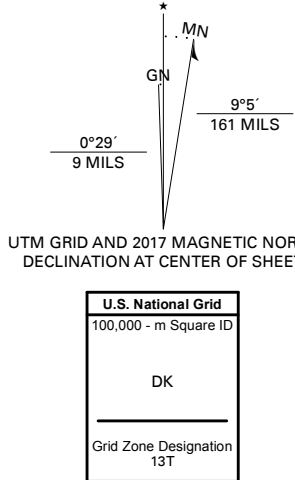 MN
GN
9°5´
161 MILS
0°29´
9 MILS
UTM GRID AND 2017 MAGNETIC NOR
DECLINATION AT CENTER OF SHEET
U.S. National Grid
100,000 - m Square ID
DK
Grid Zone Designation
13T